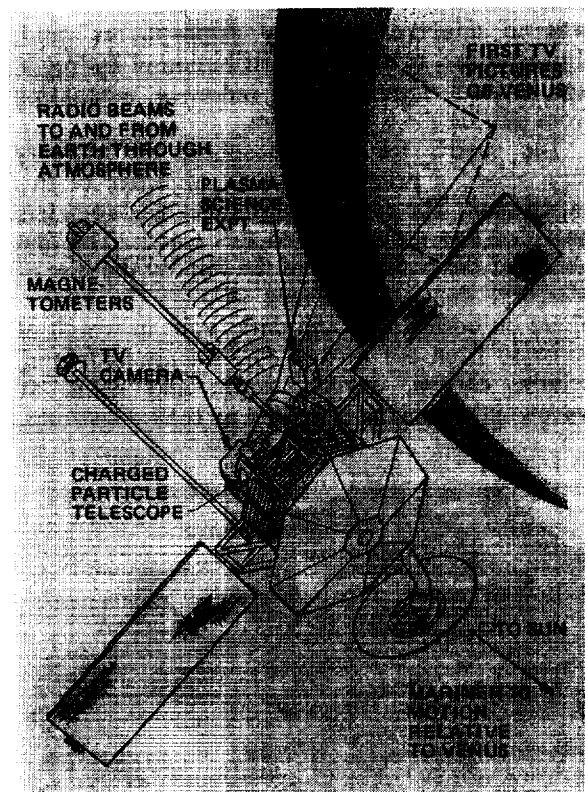 FIRST TV
PICTURES
OF VENUS
RADIO BEAMS
TO AND FROM
EARTH THROUGH
ATMOSPHERE
PLASMA
SCIENCE
EXPT
MAGNE-
TOMETERS
TV
CAMERA
CHARGED
PARTICLE
TELESCOPE
TO SUN
MARINER 10
MOTION
RELATIVE
TO VENUS